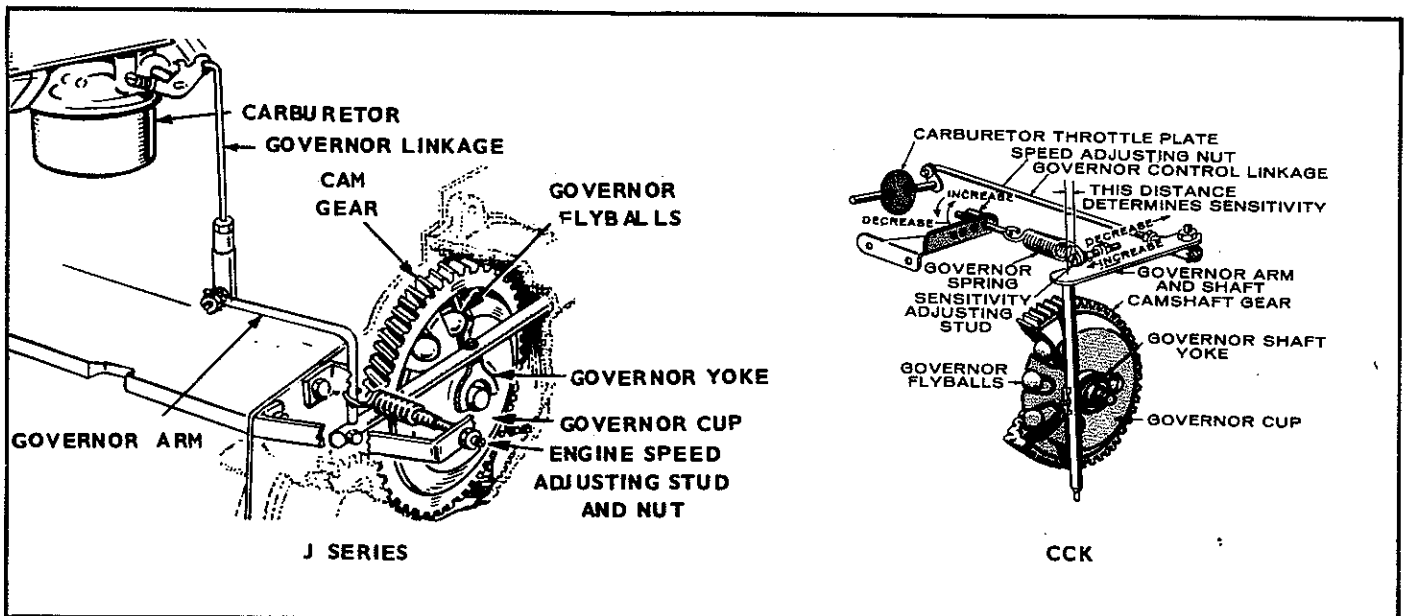 CARBURETOR
GOVERNOR LINKAGE
CAM
GEAR
GOVERNOR
FLYBALLS
GOVERNOR YOKE
GOVERNOR CUP
GOVERNOR ARM
ENGINE SPEED
ADJUSTING STUD
AND NUT
J SERIES
CARBURETOR THROTTLE PLATE
SPEED ADJUSTING NUT
GOVERNOR CONTROL LINKAGE
THIS DISTANCE
DETERMINES SENSITIVITY
INCREASE
DECREASE
DECREASE
INCREASE
GOVERNOR
SPRING
SENSITIVITY
ADJUSTING
STUD
GOVERNOR ARM
AND SHAFT
CAMSHAFT GEAR
GOVERNOR SHAFT
YOKE
GOVERNOR
FLYBALLS
GOVERNOR CUP
CCK